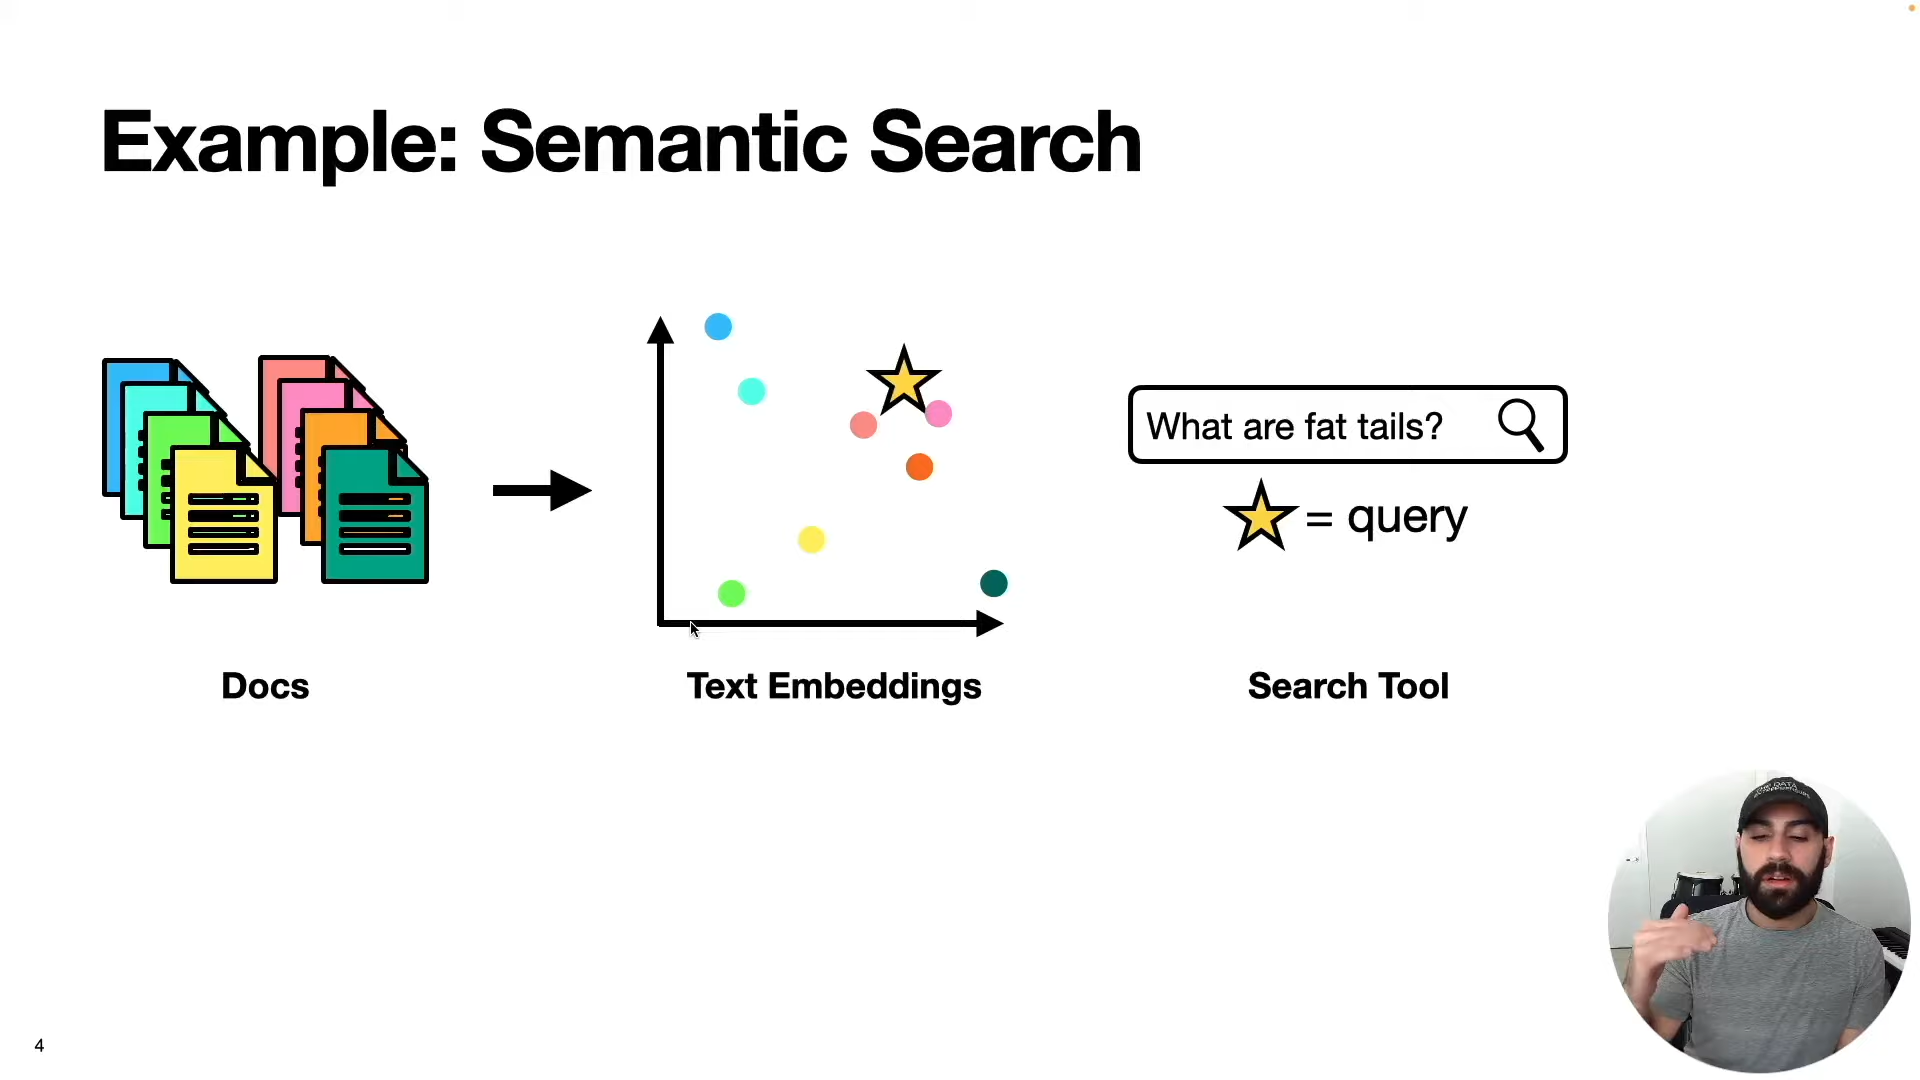 Example: Semantic Search
What are fat tails?
= query
Docs
Text Embeddings
Search Tool
4